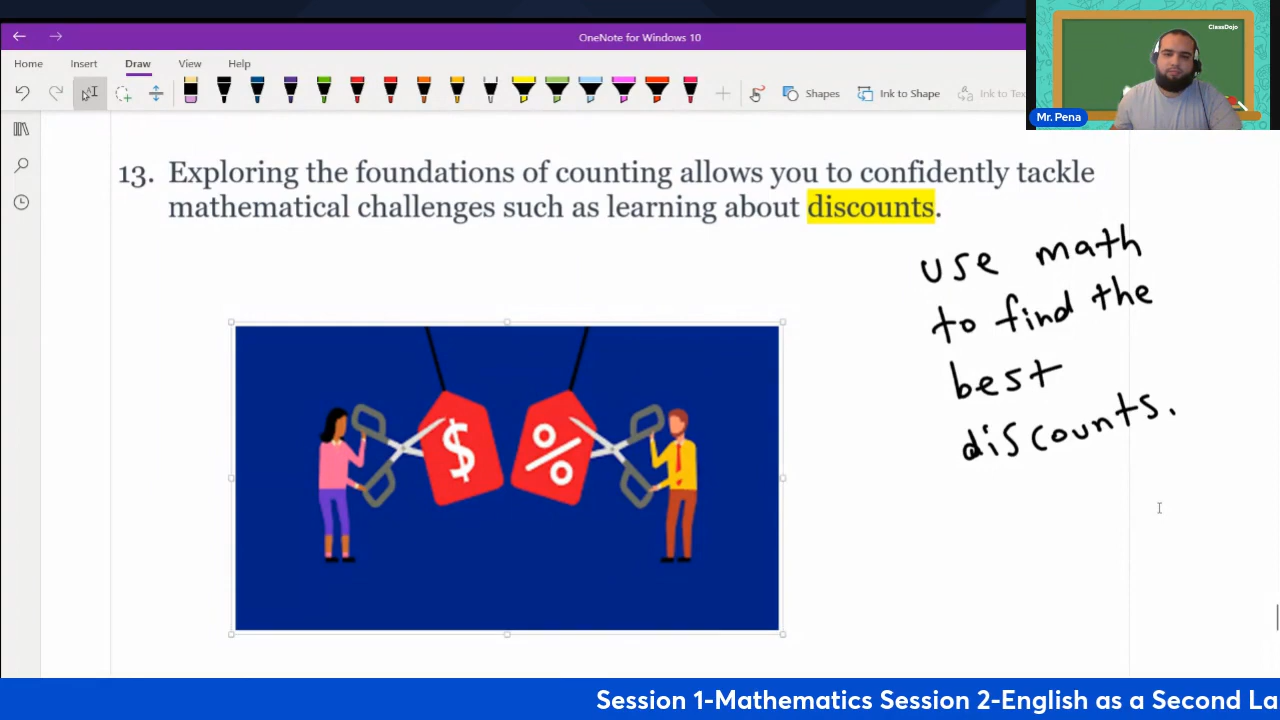 OneNote for Windows 10
ClassDojo
Home Insert Draw View Help
Shapes Ink to Shape Ink to Tex
Mr. Pena
13. Exploring the foundations of counting allows you to confidently tackle
mathematical challenges such as learning about discounts.
use math
to find the
best
discounts.
$ %
Session 1-Mathematics Session 2-English as a Second La